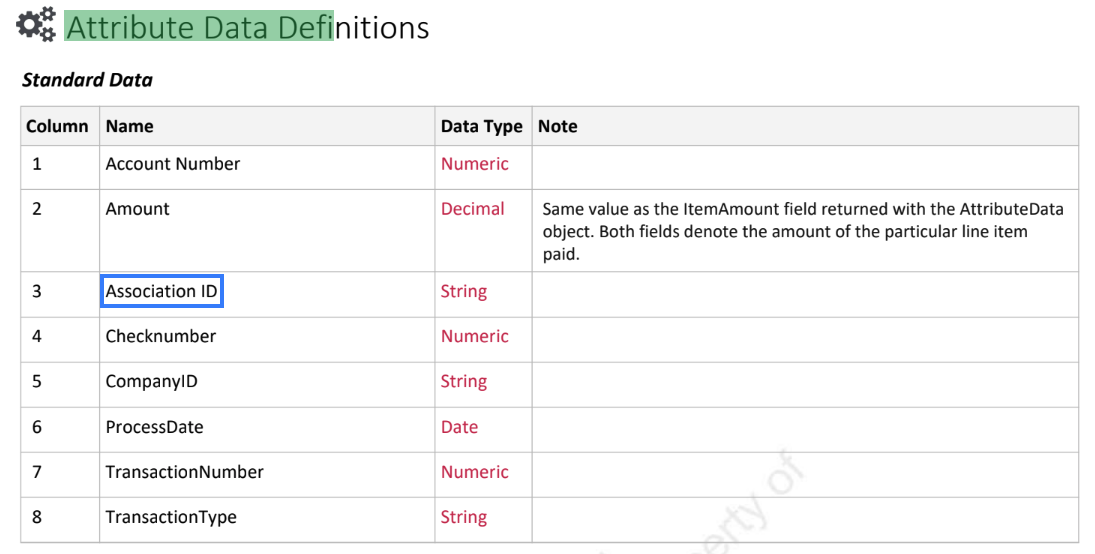 Attribute Data Definitions
Standard Data
Column Name Data Type Note
1 Account Number Numeric
2 Amount Decimal Same value as the ItemAmount field returned with the AttributeData
object. Both fields denote the amount of the particular line item
paid.
3 Association ID String
4 Checknumber Numeric
5 CompanyID String
6 ProcessDate Date
7 TransactionNumber Numeric
8 TransactionType String
of